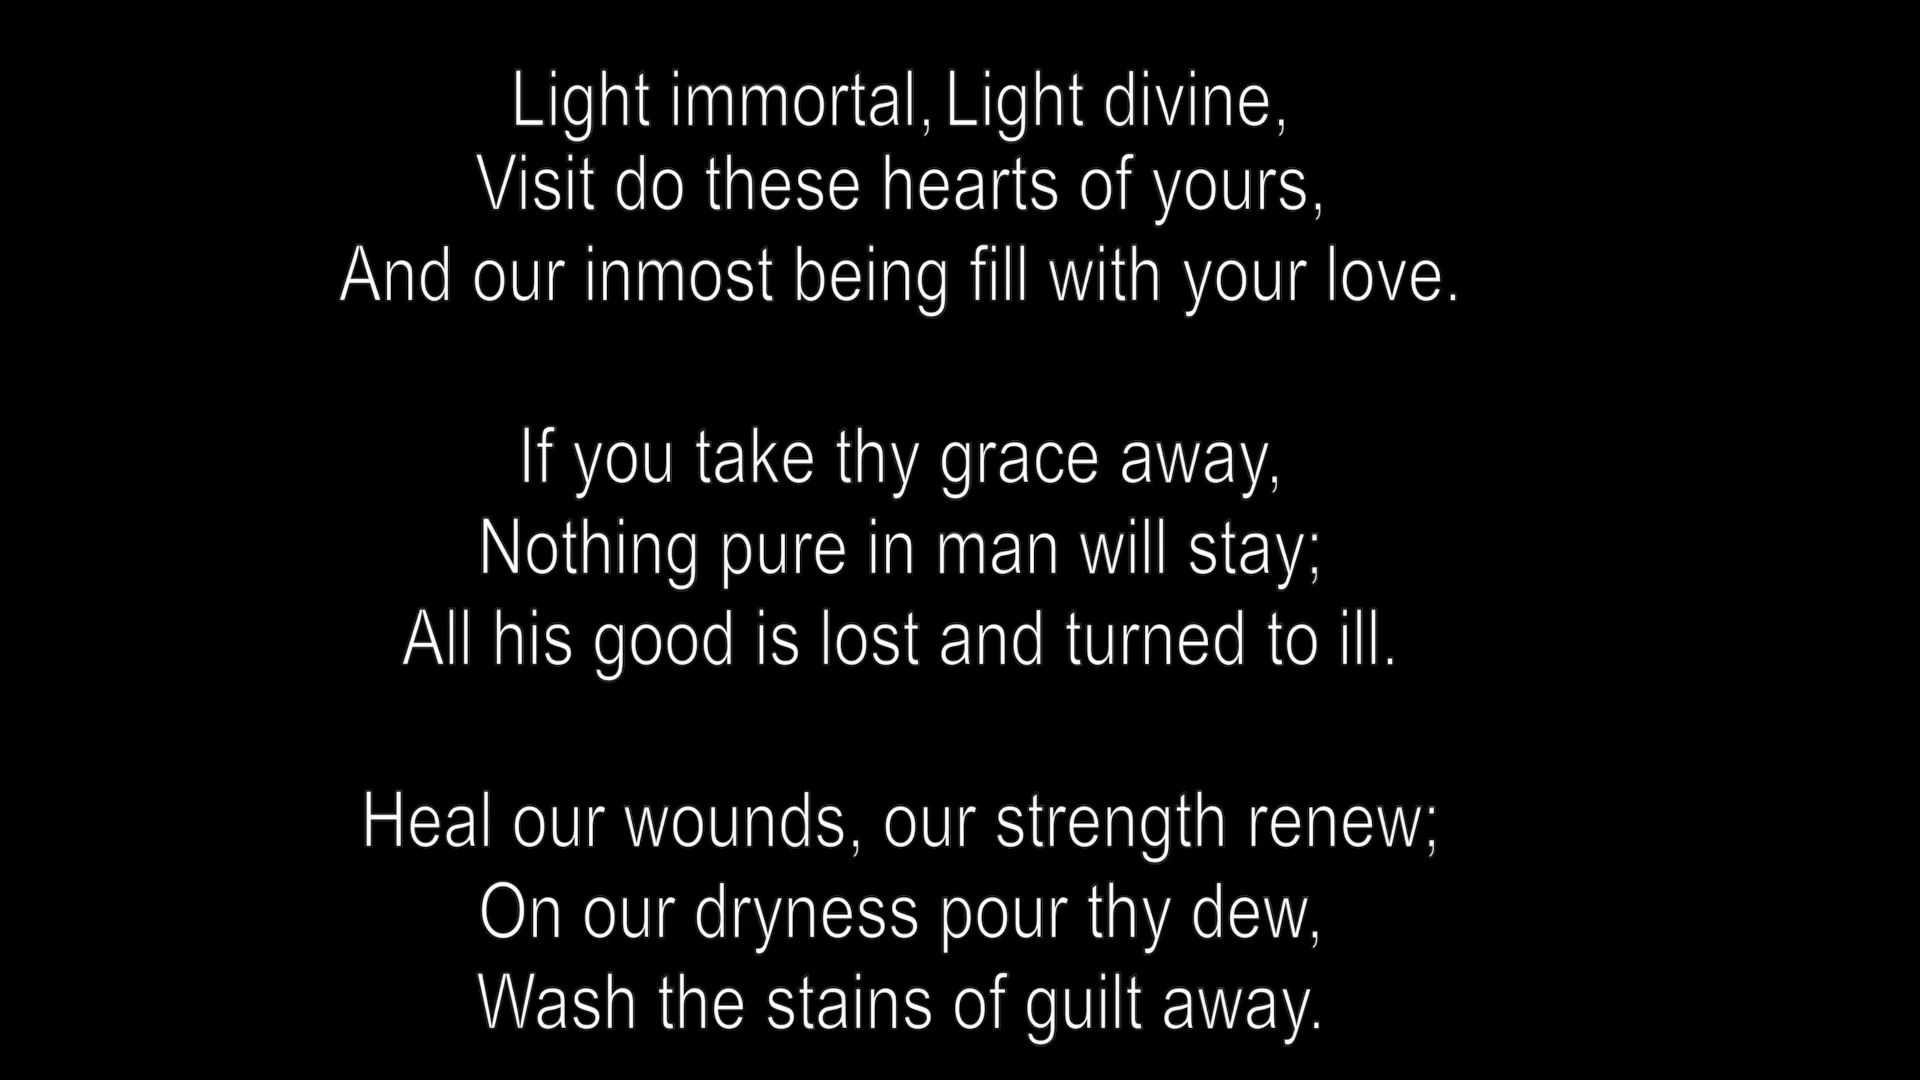 Light immortal, Light divine,
Visit do these hearts of yours,
And our inmost being fill with your love.
If you take thy grace away,
Nothing pure in man will stay;
All his good is lost and turned to ill.
Heal our wounds, our strength renew;
On our dryness pour thy dew,
Wash the stains of guilt away.